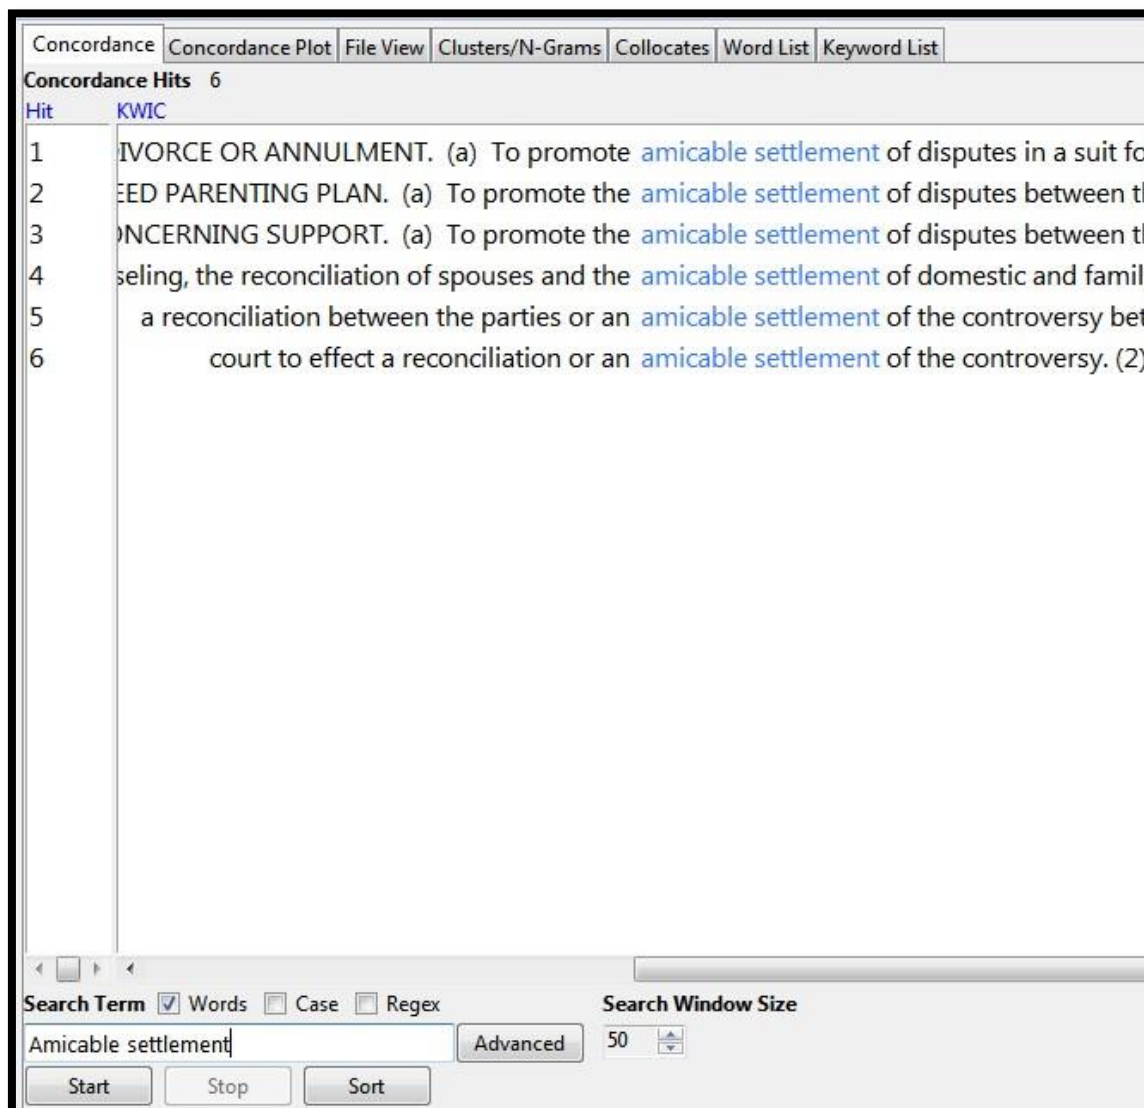 Concordance Concordance Plot File View Clusters/N-Grams Collocates Word List Keyword List
Concordance Hits 6
Hit KWIC
1 IVORCE OR ANNULMENT. (a) To promote amicable settlement of disputes in a suit fo
2 EED PARENTING PLAN. (a) To promote the amicable settlement of disputes between th
3 ONCERNING SUPPORT. (a) To promote the amicable settlement of disputes between th
4 seling, the reconciliation of spouses and the amicable settlement of domestic and famil
5 a reconciliation between the parties or an amicable settlement of the controversy bet
6 court to effect a reconciliation or an amicable settlement of the controversy. (2)
Search Term Words Case Regex Search Window Size
Amicable settlement Advanced 50
Start Stop Sort